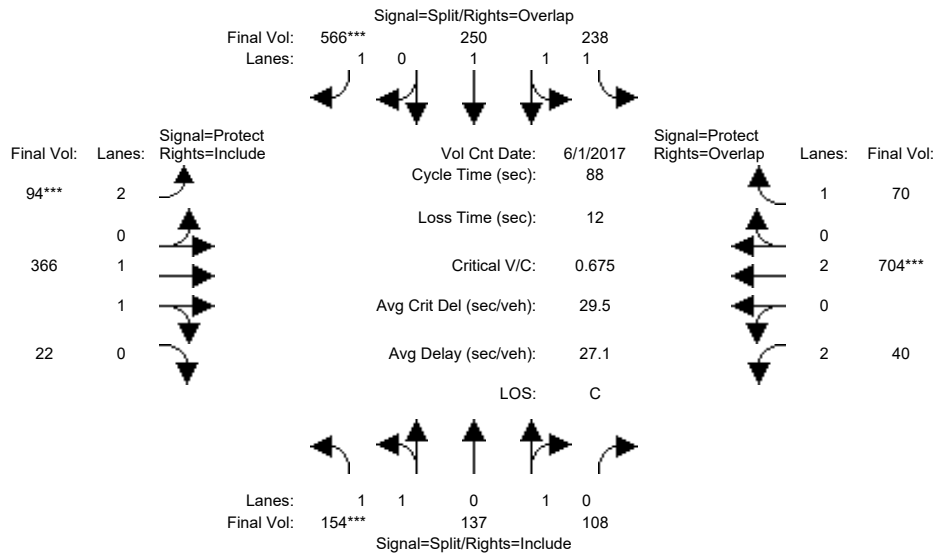 Signal=Split/Rights=Overlap
Final Vol: 566*** 250 238
Lanes: 1 0 1 1 1
Signal=Protect
Final Vol: Lanes: Rights=Include
Vol Cnt Date: 6/1/2017
Signal=Protect
Rights=Overlap Lanes: Final Vol:
Cycle Time (sec): 88
94*** 2
1 70
Loss Time (sec): 12
0
0
366 1
Critical V/C: 0.675
2 704***
1
Avg Crit Del (sec/veh): 29.5
0
22 0
Avg Delay (sec/veh): 27.1
2 40
LOS: C
Lanes: 1 1 0 1 0
Final Vol: 154*** 137 108
Signal=Split/Rights=Include